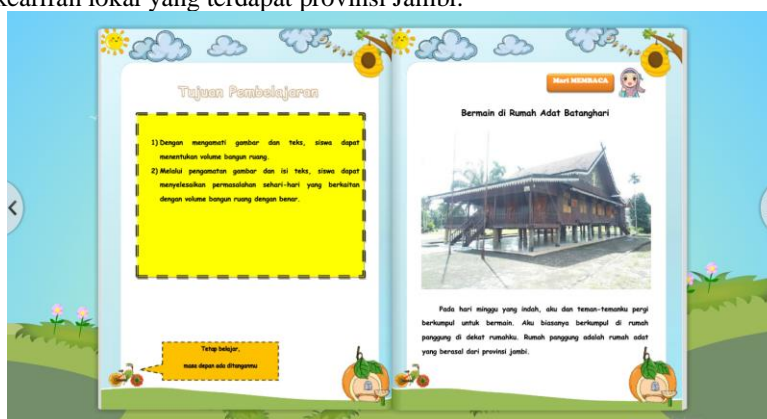 kearifan lokal yang terdapat provinsi Jambi.
Tujuan Pembelajaran
1) Dengan mengamati gambar dan teks, siswa dapat
menentukan volume bangun ruang.
2) Melalui pengamatan gambar dan isi teks, siswa dapat
menyelesaikan permasalahan sehari-hari yang berkaitan
dengan volume bangun ruang dengan benar.
Tetap belajar,
masa depan ada ditanganmu
Mari MEMBACA
Bermain di Rumah Adat Batanghari
Pada hari minggu yang indah, aku dan teman-temanku pergi
berkumpul untuk bermain. Aku biasanya berkumpul di rumah
panggung di dekat rumahku. Rumah panggung adalah rumah adat
yang berasal dari provinsi jambi.